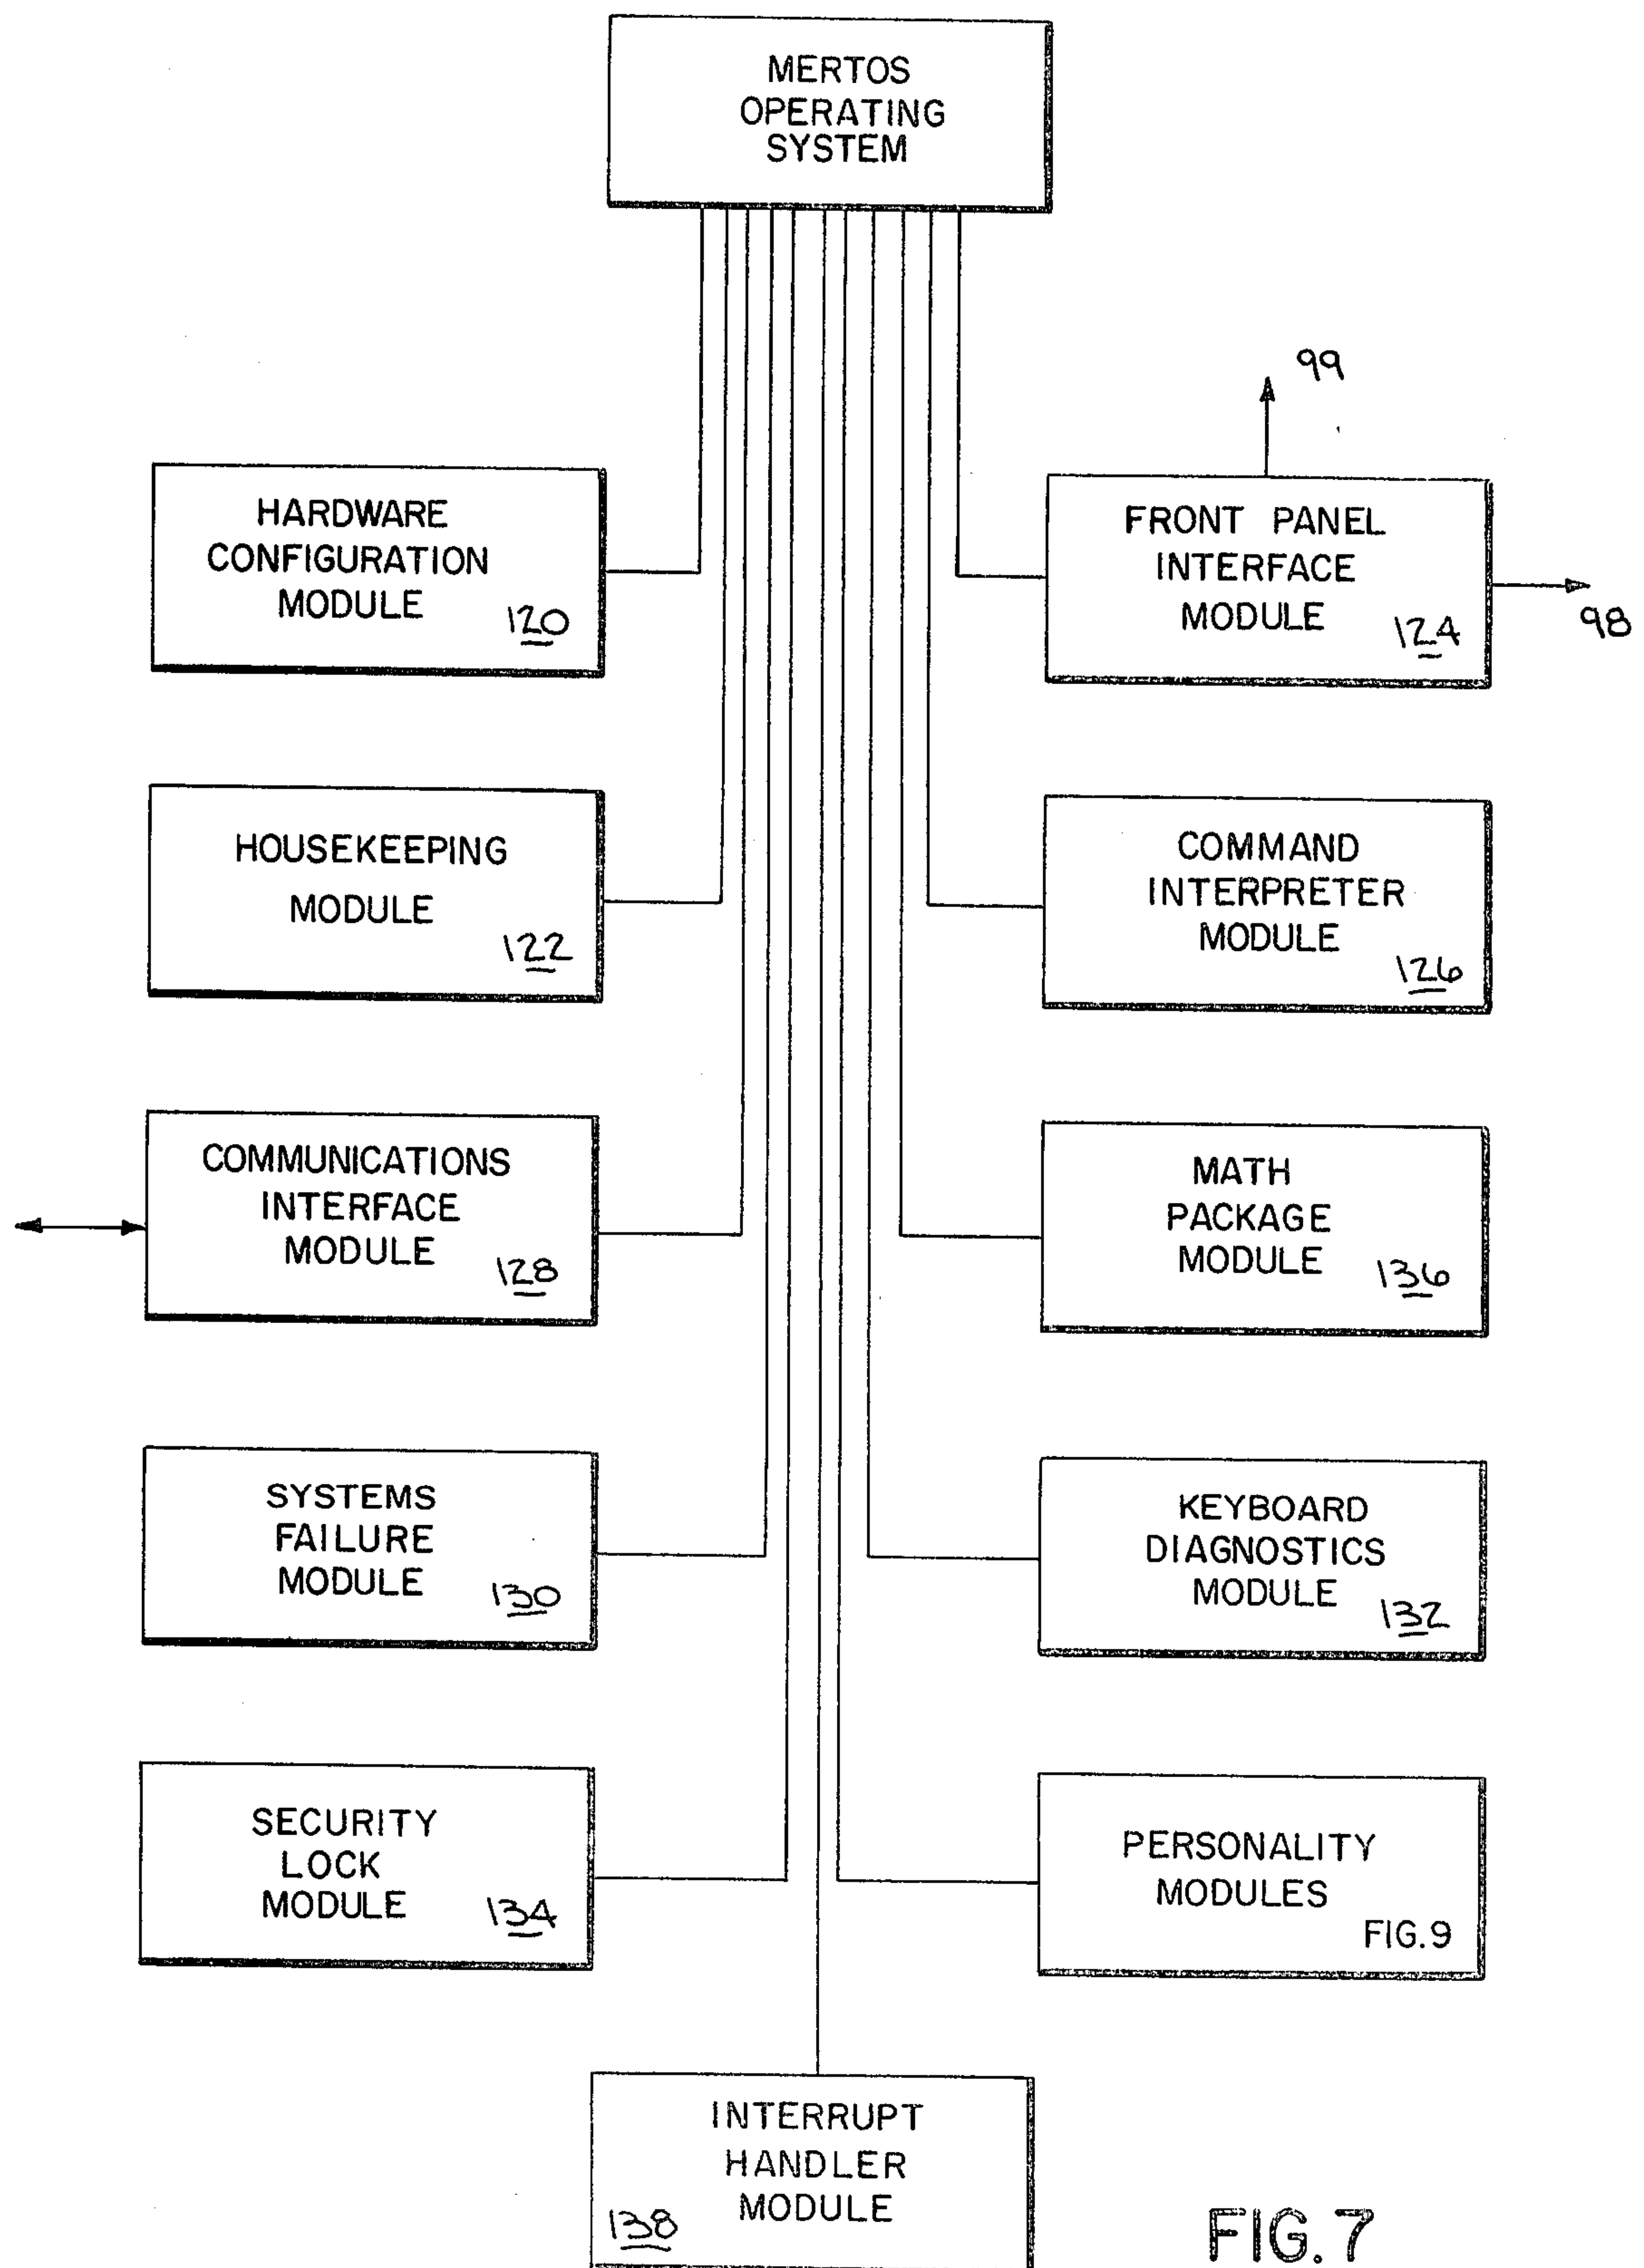 MERTOS
OPERATING
SYSTEM
99
HARDWARE
CONFIGURATION
MODULE
120
FRONT PANEL
INTERFACE
MODULE
124
98
HOUSEKEEPING
MODULE
122
COMMAND
INTERPRETER
MODULE
126
COMMUNICATIONS
INTERFACE
MODULE
128
MATH
PACKAGE
MODULE
136
SYSTEMS
FAILURE
MODULE
130
KEYBOARD
DIAGNOSTICS
MODULE
132
SECURITY
LOCK
MODULE
134
PERSONALITY
MODULES
FIG.9
INTERRUPT
HANDLER
MODULE
138
FIG.7